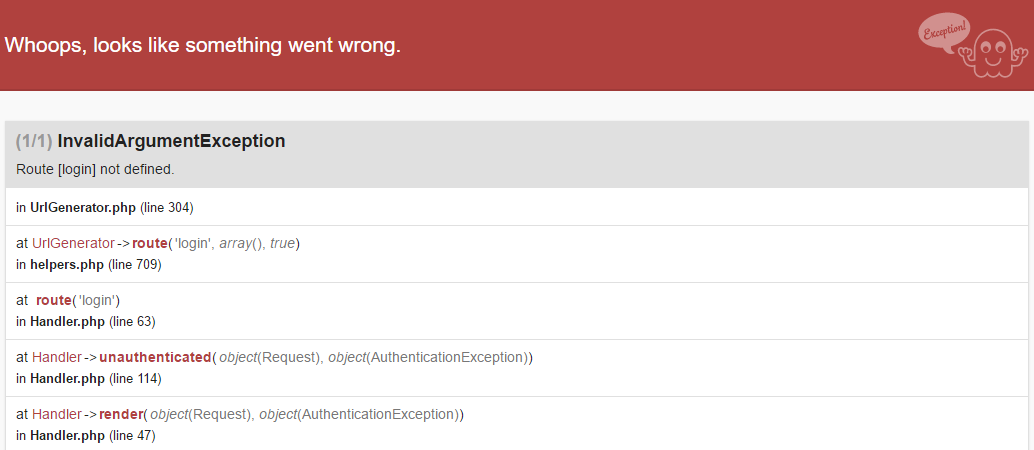 Whoops, looks like something went wrong.
Exception!
(1/1) InvalidArgumentException
Route [login] not defined.
in UrlGenerator.php (line 304)
at UrlGenerator->route('login', array(), true)
in helpers.php (line 709)
at route('login')
in Handler.php (line 63)
at Handler->unauthenticated(object(Request), object(AuthenticationException))
in Handler.php (line 114)
at Handler->render(object(Request), object(AuthenticationException))
in Handler.php (line 47)